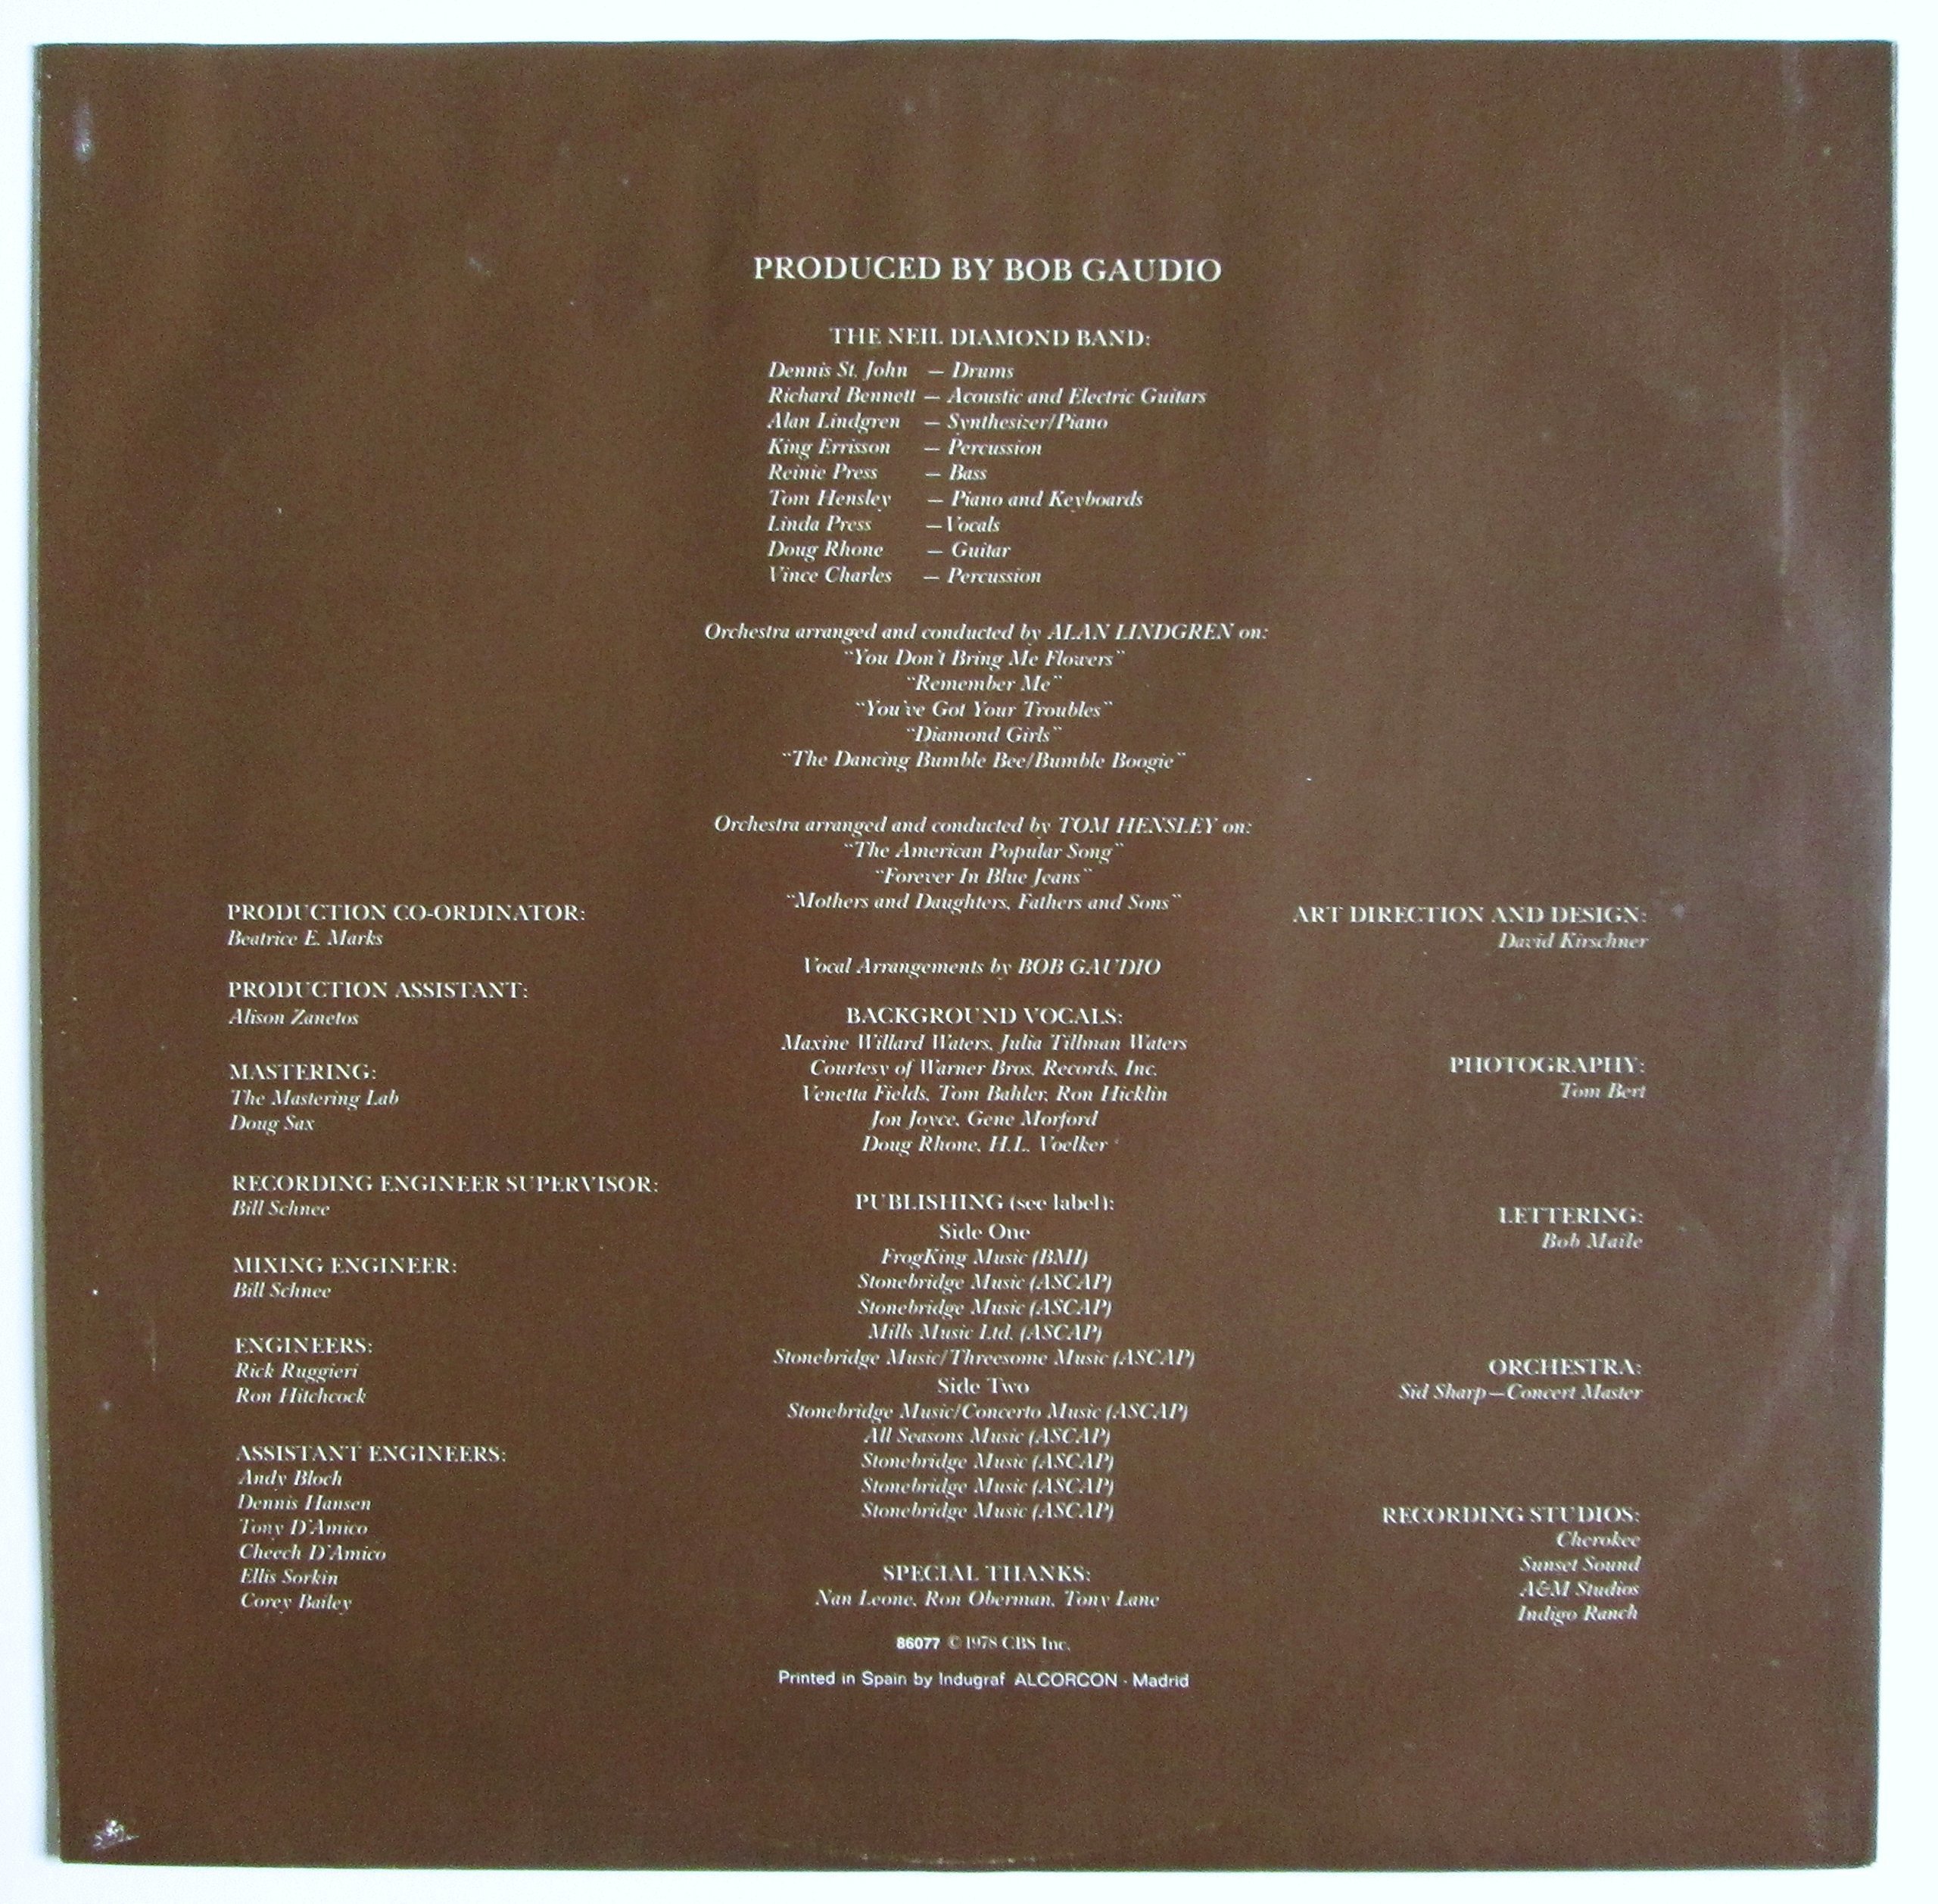 PRODUCED BY BOB GAUDIO
THE NEIL DIAMOND BAND:
Dennis St. John — Drums
Richard Bennett — Acoustic and Electric Guitars
Alan Lindgren — Synthesizer/Piano
King Errisson — Percussion
Reinie Press — Bass
Tom Hensley — Piano and Keyboards
Linda Press —Vocals
Doug Rhone — Guitar
Vince Charles — Percussion
Orchestra arranged and conducted by ALAN LINDGREN on:
"You Don't Bring Me Flowers"
"Remember Me"
"You've Got Your Troubles"
"Diamond Girls"
"The Dancing Bumble Bee/Bumble Boogie"
Orchestra arranged and conducted by TOM HENSLEY on:
"The American Popular Song"
"Forever In Blue Jeans"
"Mothers and Daughters, Fathers and Sons"
Vocal Arrangements by BOB GAUDIO
BACKGROUND VOCALS:
Maxine Willard Waters, Julia Tillman Waters
Courtesy of Warner Bros. Records, Inc.
Venetta Fields, Tom Bahler, Ron Hicklin
Jon Joyce, Gene Morford
Doug Rhone, H.L. Voelker
PUBLISHING (see label):
Side One
FrogKing Music (BMI)
Stonebridge Music (ASCAP)
Stonebridge Music (ASCAP)
Mills Music Ltd. (ASCAP)
Stonebridge Music/Threesome Music (ASCAP)
Side Two
Stonebridge Music/Concerto Music (ASCAP)
All Seasons Music (ASCAP)
Stonebridge Music (ASCAP)
Stonebridge Music (ASCAP)
Stonebridge Music (ASCAP)
SPECIAL THANKS:
Nan Leone, Ron Oberman, Tony Lane
86077 © 1978 CBS Inc.
Printed in Spain by Indugraf ALCORCON - Madrid
PRODUCTION CO-ORDINATOR:
Beatrice E. Marks
PRODUCTION ASSISTANT:
Alison Zanetos
MASTERING:
The Mastering Lab
Doug Sax
RECORDING ENGINEER SUPERVISOR:
Bill Schnee
MIXING ENGINEER:
Bill Schnee
ENGINEERS:
Rick Ruggieri
Ron Hitchcock
ASSISTANT ENGINEERS:
Andy Bloch
Dennis Hansen
Tony D'Amico
Cheech D'Amico
Ellis Sorkin
Corey Bailey
ART DIRECTION AND DESIGN:
David Kirschner
PHOTOGRAPHY:
Tom Bert
LETTERING:
Bob Maile
ORCHESTRA:
Sid Sharp—Concert Master
RECORDING STUDIOS:
Cherokee
Sunset Sound
A&M Studios
Indigo Ranch